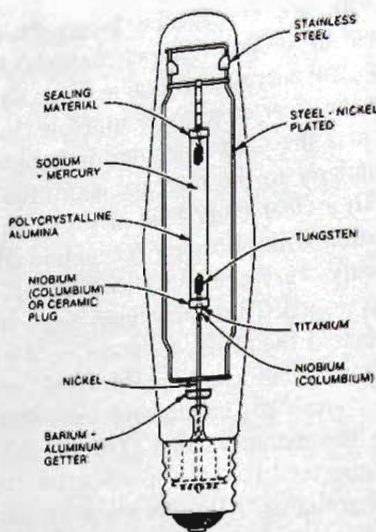 STAINLESS
STEEL
SEALING
MATERIAL
STEEL - NICKEL
PLATED
SODIUM
+ MERCURY
POLYCRYSTALLINE
ALUMINA
TUNGSTEN
NIOBIUM
(COLUMBIUM)
OR CERAMIC
PLUG
TITANIUM
NIOBIUM
(COLUMBIUM)
NICKEL
BARIUM -
ALUMINUM
GETTER